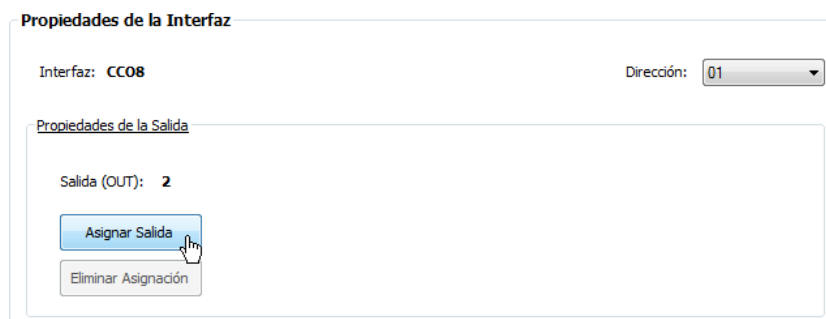 Propiedades de la Interfaz
Interfaz: CCO8 Dirección: 01
Propiedades de la Salida
Salida (OUT): 2
Asignar Salida
Eliminar Asignación